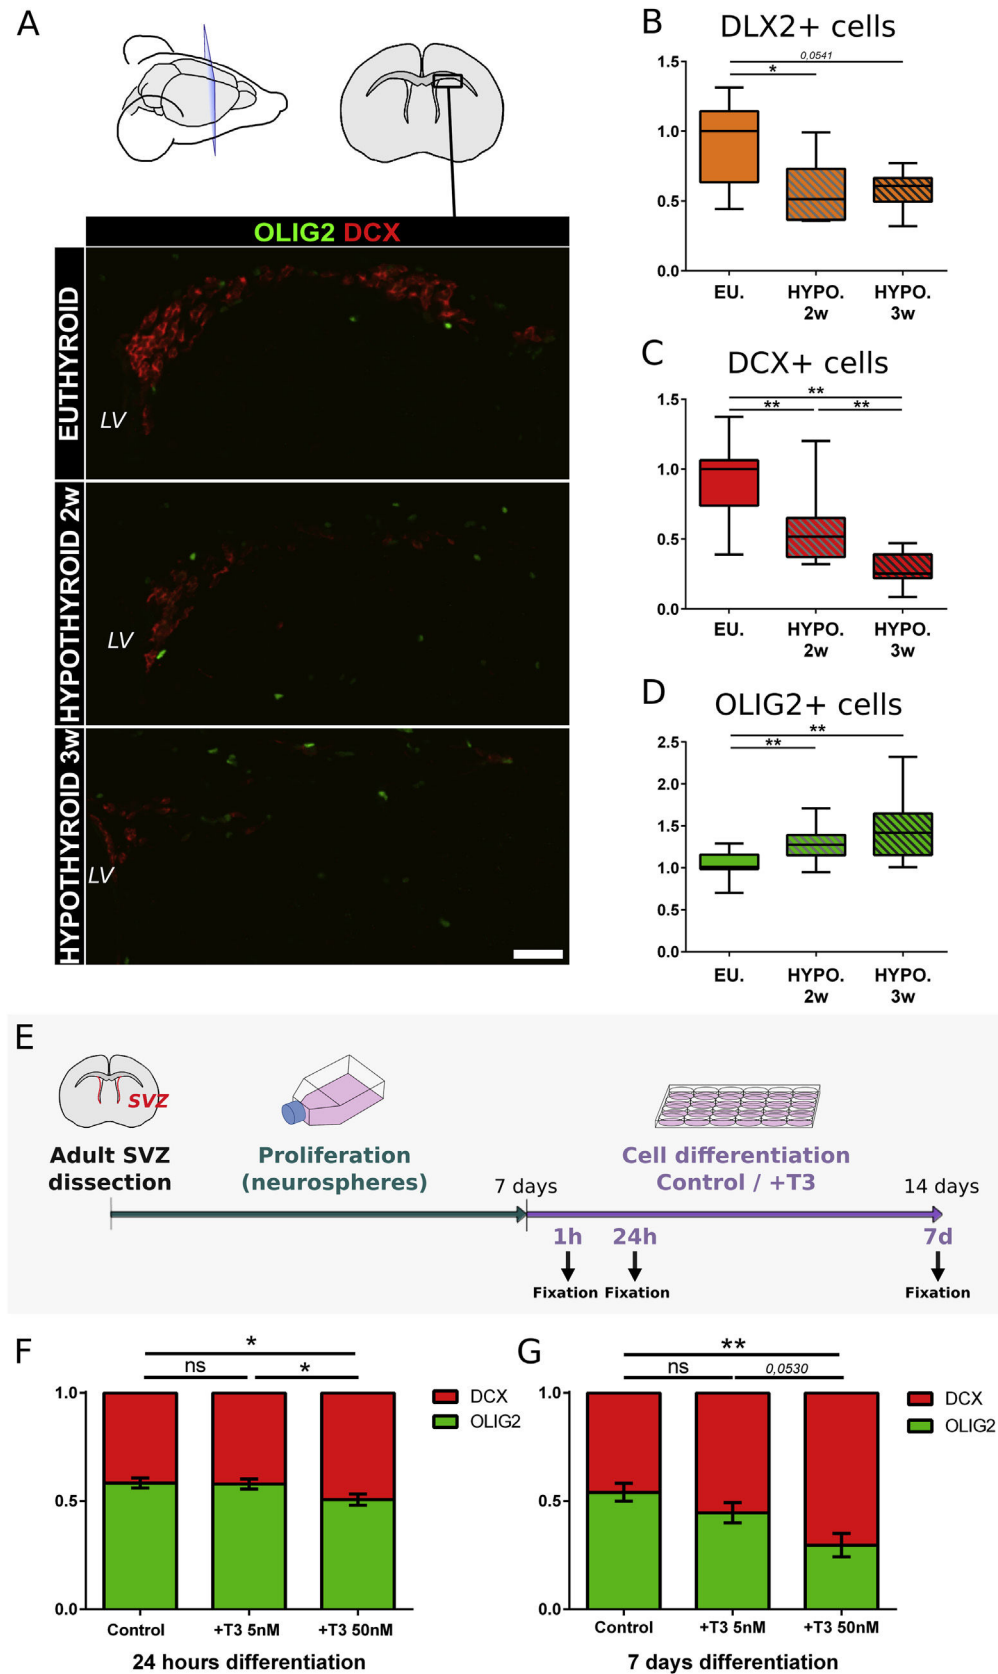 A
OLIG2 DCX
EUTHYROID
LV
HYPOTHYROID 2w
LV
HYPOTHYROID 3w
LV
B
DLX2+ cells
0,0541
*
1.5
1.0
0.5
0.0
EU.
HYPO.
2w
HYPO.
3w
C
DCX+ cells
**
** **
1.5
1.0
0.5
0.0
EU.
HYPO.
2w
HYPO.
3w
D
OLIG2+ cells
**
**
2.5
2.0
1.5
1.0
0.5
0.0
EU.
HYPO.
2w
HYPO.
3w
E
SVZ
Adult SVZ
dissection
Proliferation
(neurospheres)
7 days
Cell differentiation
Control / +T3
14 days
1h 24h 7d
Fixation Fixation Fixation
F
*
ns *
1.0
0.5
0.0
DCX
OLIG2
Control +T3 5nM +T3 50nM
24 hours differentiation
G
**
ns 0,0530
1.0
0.5
0.0
DCX
OLIG2
Control +T3 5nM +T3 50nM
7 days differentiation